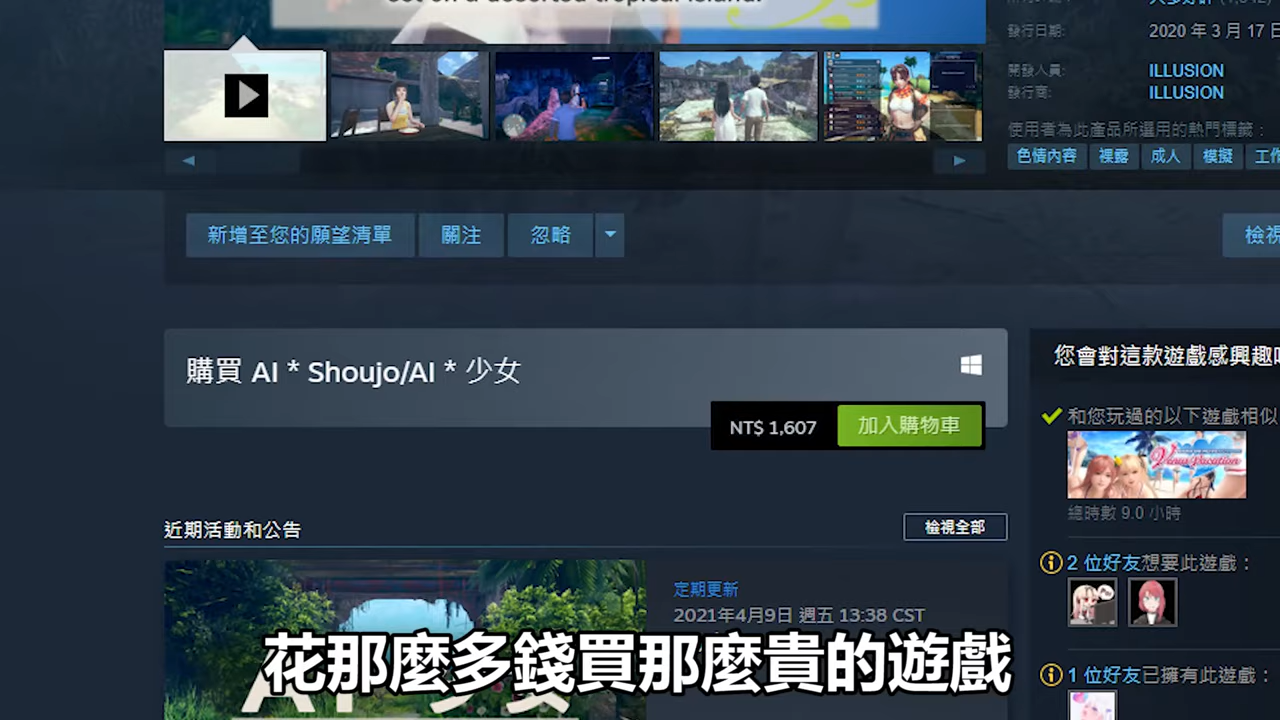 set on a deserted tropical island.
發行日期:
2020 年 3 月 17 日
開發人員:
ILLUSION
發行商:
ILLUSION
使用者為此產品所選用的熱門標籤：
色情內容 裸露 成人 模擬
新增至您的願望清單 關注 忽略
購買 AI * Shoujo/AI * 少女
NT$ 1,607 加入購物車
您會對這款遊戲感興趣
和您玩過的以下遊戲相似
Venus Vacation
總時數 9.0 小時
近期活動和公告
檢視全部
2 位好友想要此遊戲：
定期更新
2021年4月9日 週五 13:38 CST
花那麼多錢買那麼貴的遊戲
1 位好友已擁有此遊戲：